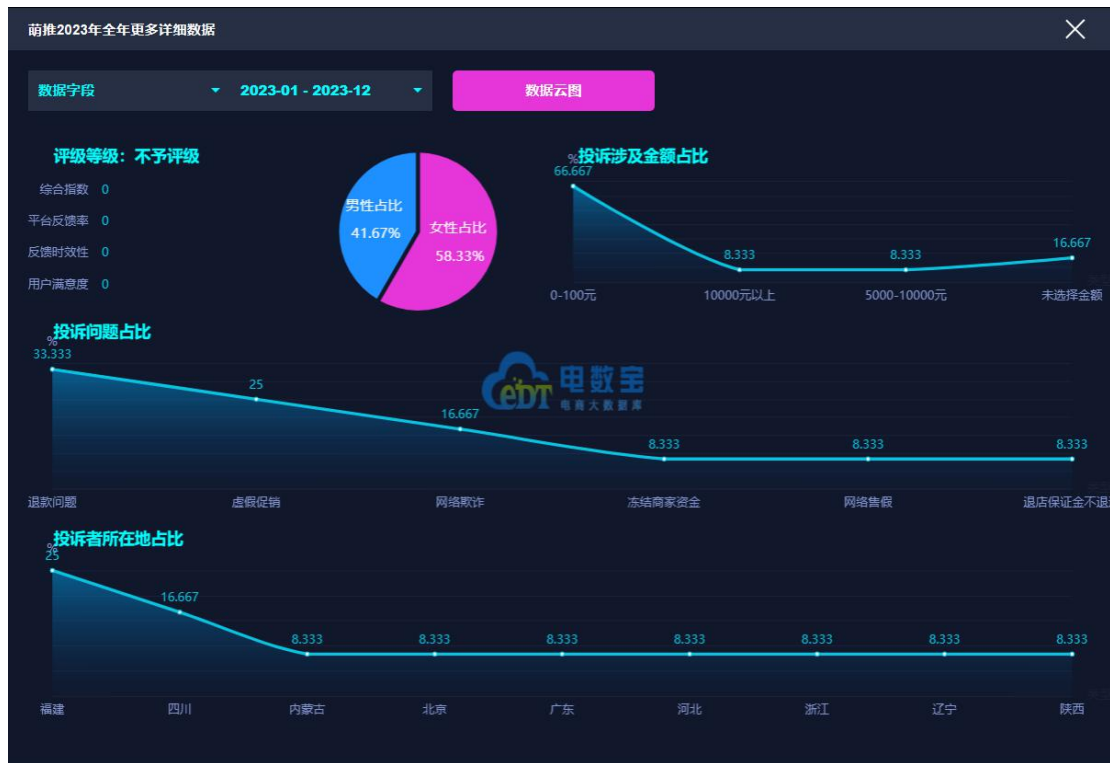 萌推2023年全年更多详细数据
数据字段
2023-01 - 2023-12
数据云图
评级等级：不予评级
综合指数 0
平台反馈率 0
反馈时效性 0
用户满意度 0
男性占比
41.67%
女性占比
58.33%
投诉涉及金额占比
%
66.667
8.333
8.333
16.667
0-100元
10000元以上
5000-10000元
未选择金额
投诉问题占比
%
33.333
25
16.667
8.333
8.333
8.333
退款问题
虚假促销
网络欺诈
冻结商家资金
网络售假
退店保证金不退
eDT 电数宝
电商大数据库
投诉者所在地占比
%
25
16.667
8.333
8.333
8.333
8.333
8.333
8.333
8.333
福建
四川
内蒙古
北京
广东
河北
浙江
辽宁
陕西